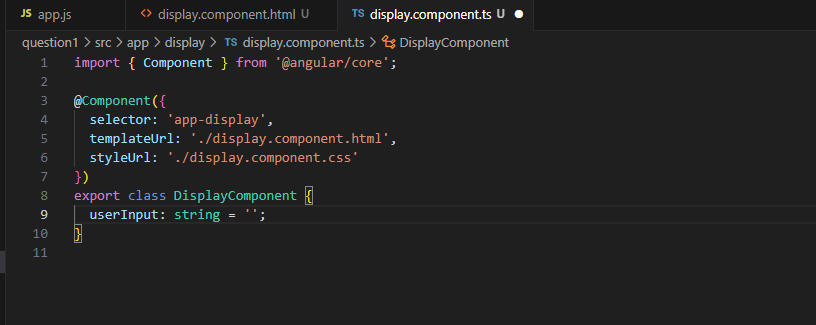 JS app.js <> display.component.html U TS display.component.ts U
question1 > src > app > display > TS display.component.ts > DisplayComponent
1 import { Component } from '@angular/core';
2
3 @Component({
4 selector: 'app-display',
5 templateUrl: './display.component.html',
6 styleUrl: './display.component.css'
7 })
8 export class DisplayComponent {
9 userInput: string = '';
10 }
11